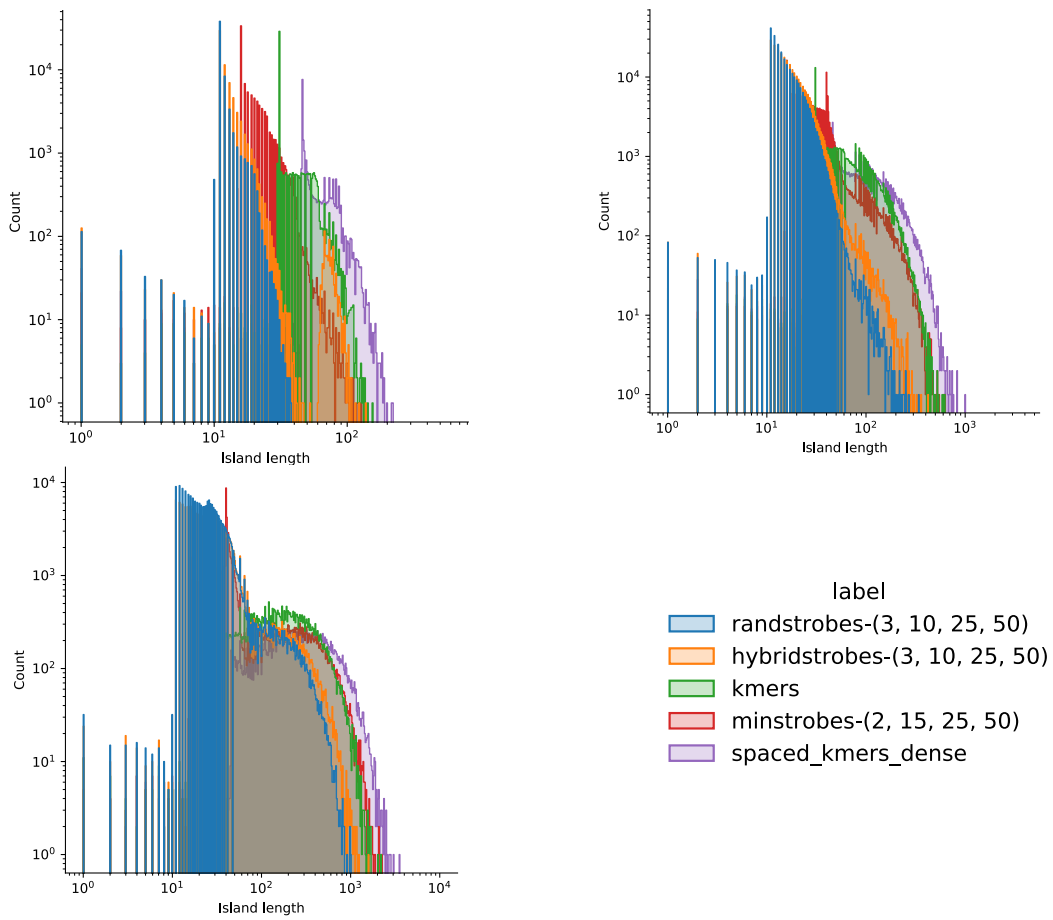 10⁴
10³
10²
10¹
10⁰
Count
10⁰ 10¹ 10²
Island length
10⁴
10³
10²
10¹
10⁰
Count
10⁰ 10¹ 10² 10³
Island length
10⁴
10³
10²
10¹
10⁰
Count
10⁰ 10¹ 10² 10³ 10⁴
Island length
label
randstrobes-(3, 10, 25, 50)
hybridstrobes-(3, 10, 25, 50)
kmers
minstrobes-(2, 15, 25, 50)
spaced_kmers_dense